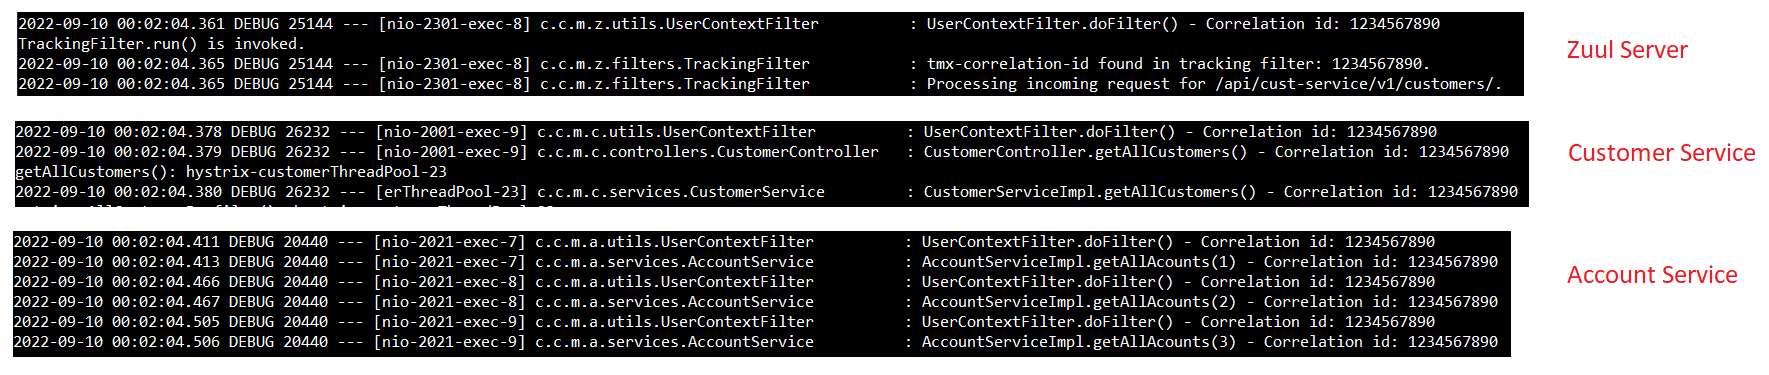 2022-09-10 00:02:04.361 DEBUG 25144 --- [nio-2301-exec-8] c.c.m.z.utils.UserContextFilter : UserContextFilter.doFilter() - Correlation id: 1234567890
TrackingFilter.run() is invoked.
2022-09-10 00:02:04.365 DEBUG 25144 --- [nio-2301-exec-8] c.c.m.z.filters.TrackingFilter : tmx-correlation-id found in tracking filter: 1234567890.
2022-09-10 00:02:04.365 DEBUG 25144 --- [nio-2301-exec-8] c.c.m.z.filters.TrackingFilter : Processing incoming request for /api/cust-service/v1/customers/.
Zuul Server
2022-09-10 00:02:04.378 DEBUG 26232 --- [nio-2001-exec-9] c.c.m.c.utils.UserContextFilter : UserContextFilter.doFilter() - Correlation id: 1234567890
2022-09-10 00:02:04.379 DEBUG 26232 --- [nio-2001-exec-9] c.c.m.c.controllers.CustomerController : CustomerController.getAllCustomers() - Correlation id: 1234567890
getAllCustomers(): hystrix-customerThreadPool-23
2022-09-10 00:02:04.380 DEBUG 26232 --- [erThreadPool-23] c.c.m.c.services.CustomerService : CustomerServiceImpl.getAllCustomers() - Correlation id: 1234567890
Customer Service
2022-09-10 00:02:04.411 DEBUG 20440 --- [nio-2021-exec-7] c.c.m.a.utils.UserContextFilter : UserContextFilter.doFilter() - Correlation id: 1234567890
2022-09-10 00:02:04.413 DEBUG 20440 --- [nio-2021-exec-7] c.c.m.a.services.AccountService : AccountServiceImpl.getAllAcounts(1) - Correlation id: 1234567890
2022-09-10 00:02:04.466 DEBUG 20440 --- [nio-2021-exec-8] c.c.m.a.utils.UserContextFilter : UserContextFilter.doFilter() - Correlation id: 1234567890
2022-09-10 00:02:04.467 DEBUG 20440 --- [nio-2021-exec-8] c.c.m.a.services.AccountService : AccountServiceImpl.getAllAcounts(2) - Correlation id: 1234567890
2022-09-10 00:02:04.505 DEBUG 20440 --- [nio-2021-exec-9] c.c.m.a.utils.UserContextFilter : UserContextFilter.doFilter() - Correlation id: 1234567890
2022-09-10 00:02:04.506 DEBUG 20440 --- [nio-2021-exec-9] c.c.m.a.services.AccountService : AccountServiceImpl.getAllAcounts(3) - Correlation id: 1234567890
Account Service